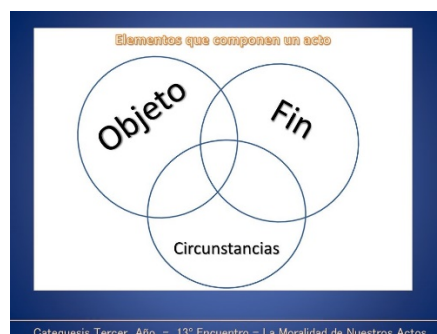 Elementos que componen un acto
Objeto
Fin
Circunstancias
Catequesis Tercer Año - 13° Encuentro - La Moralidad de Nuestros Actos